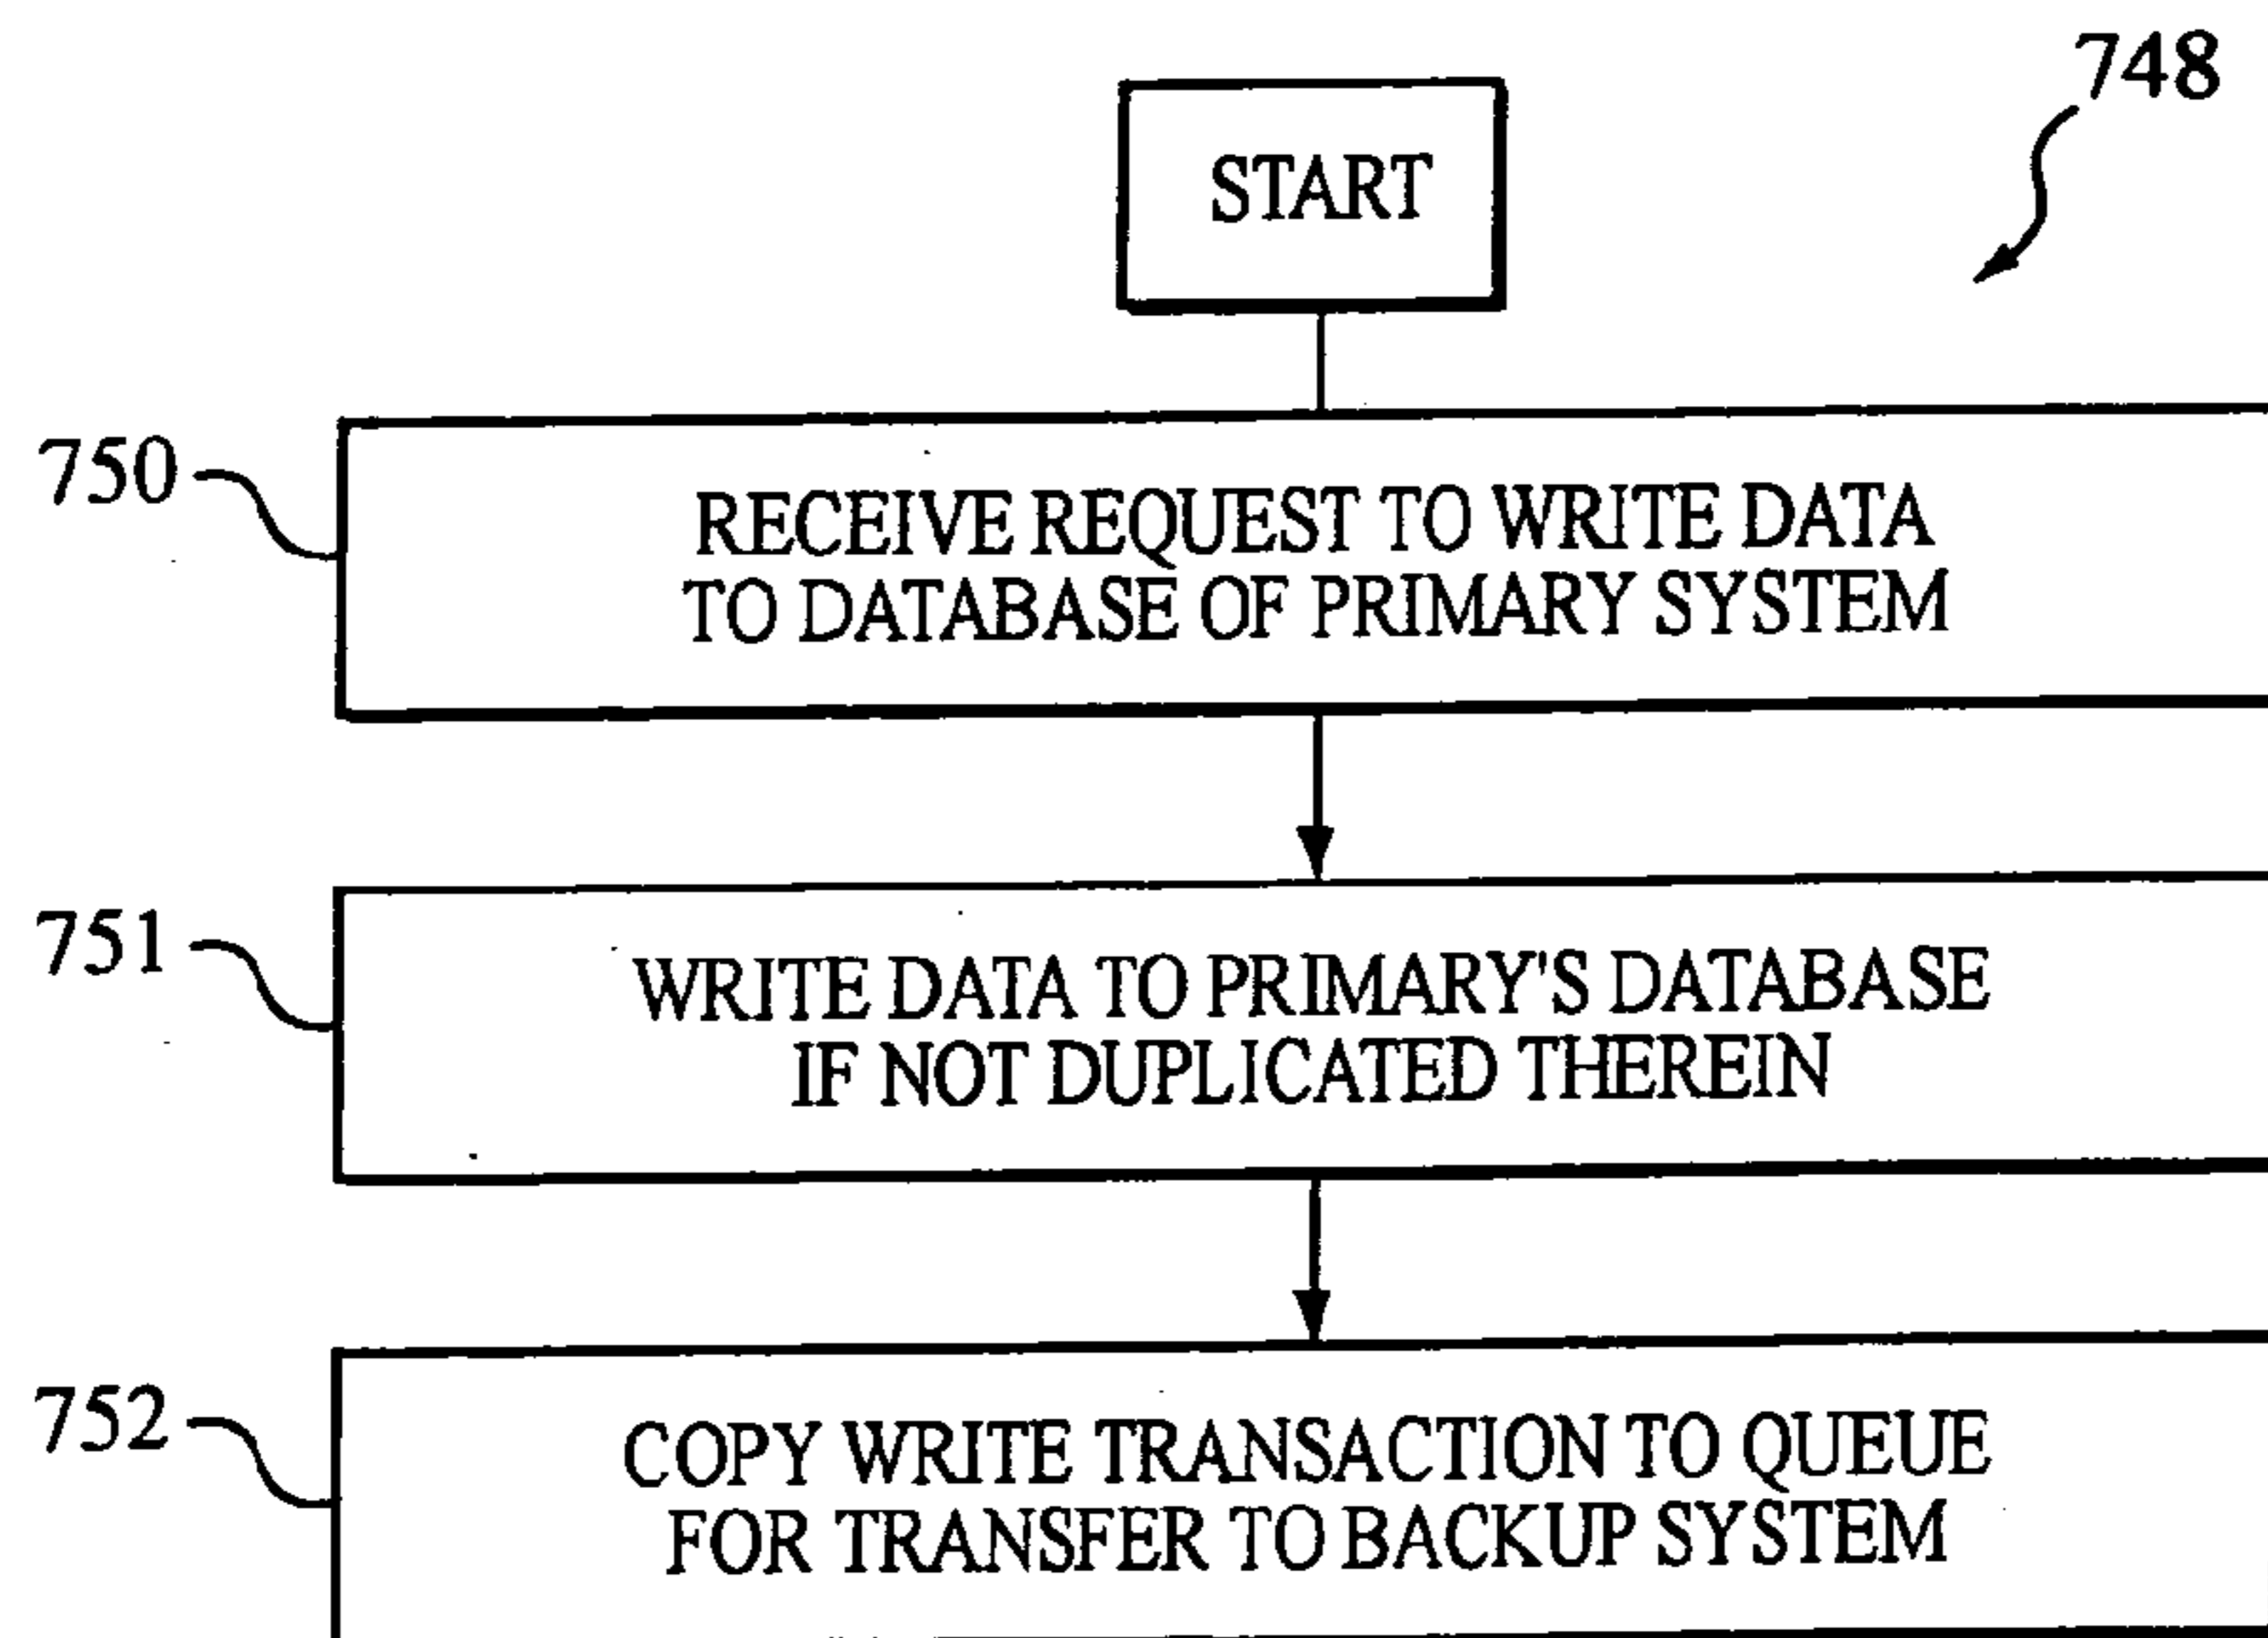 748
START
750
RECEIVE REQUEST TO WRITE DATA
TO DATABASE OF PRIMARY SYSTEM
751
WRITE DATA TO PRIMARY'S DATABASE
IF NOT DUPLICATED THEREIN
752
COPY WRITE TRANSACTION TO QUEUE
FOR TRANSFER TO BACKUP SYSTEM